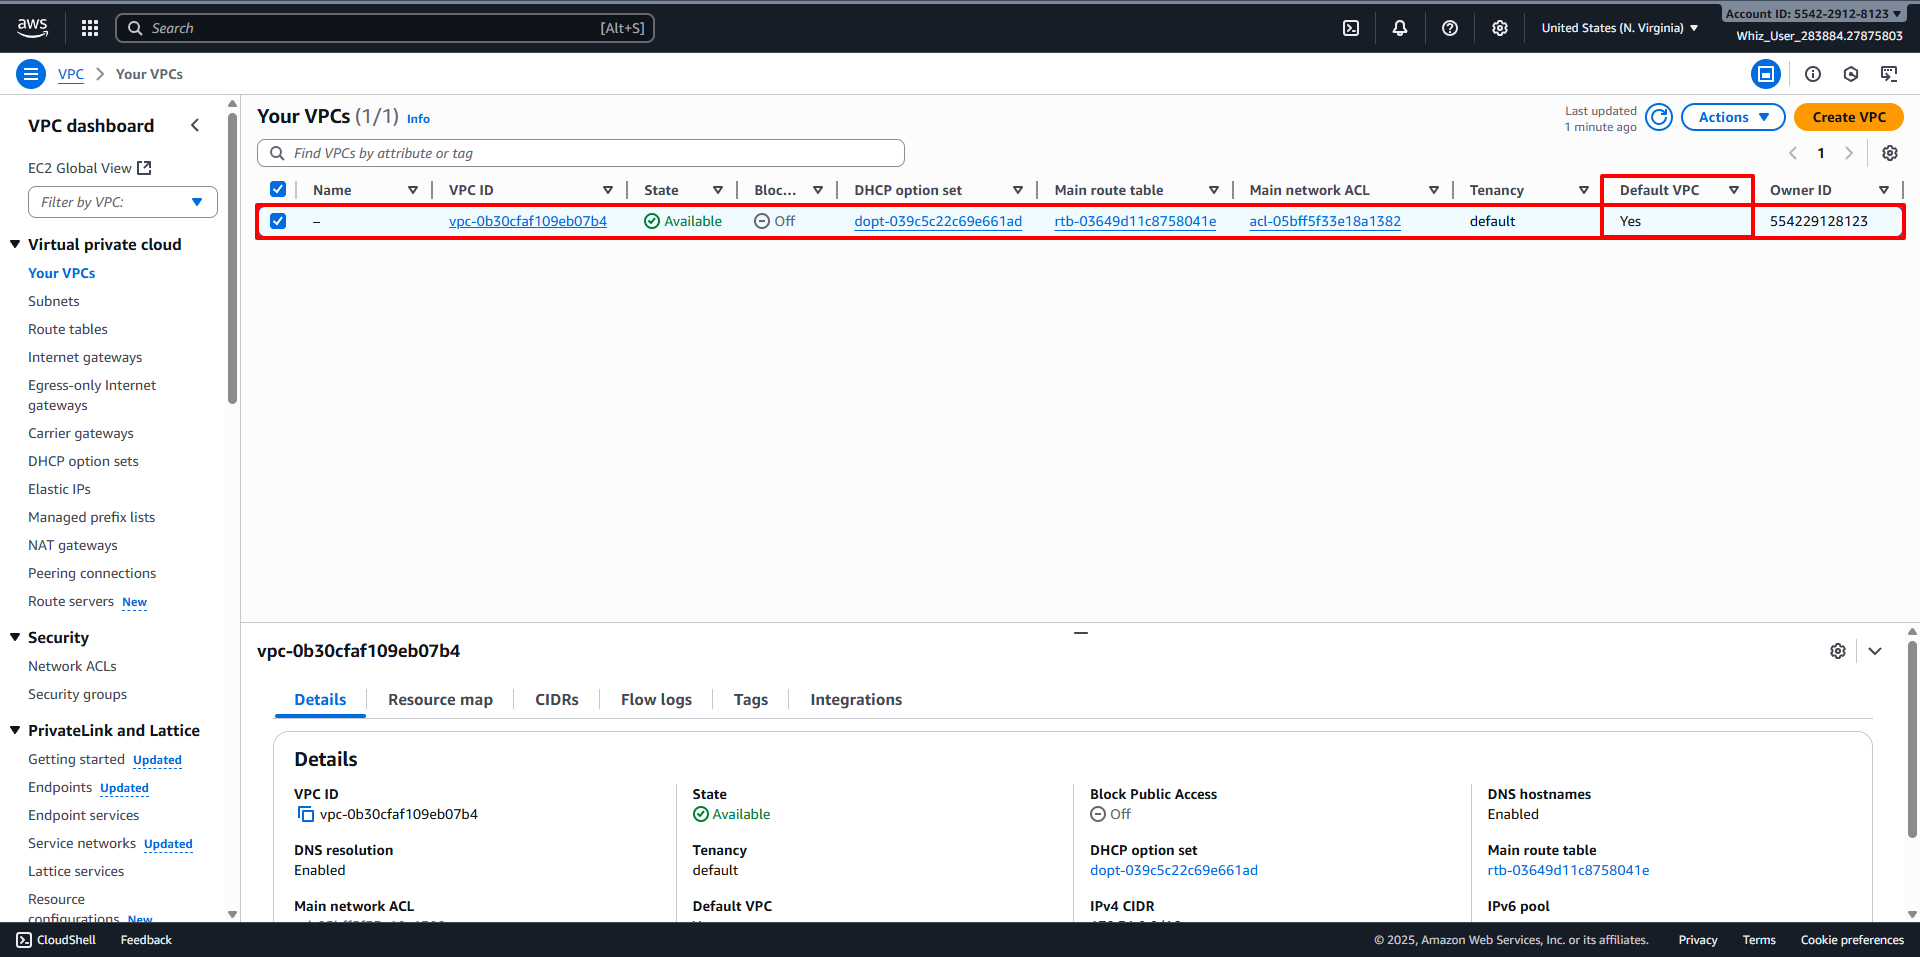 aws
Search [Alt+S]
United States (N. Virginia)
Account ID: 5542-2912-8123
Whiz_User_283884.27875803
VPC > Your VPCs
VPC dashboard
EC2 Global View
Filter by VPC:
Virtual private cloud
Your VPCs
Subnets
Route tables
Internet gateways
Egress-only Internet
gateways
Carrier gateways
DHCP option sets
Elastic IPs
Managed prefix lists
NAT gateways
Peering connections
Route servers New
Security
Network ACLs
Security groups
PrivateLink and Lattice
Getting started Updated
Endpoints Updated
Endpoint services
Service networks Updated
Lattice services
Resource
configurations New
Your VPCs (1/1) Info
Last updated
1 minute ago
Actions
Create VPC
Find VPCs by attribute or tag
1
Name VPC ID State Bloc... DHCP option set Main route table Main network ACL Tenancy Default VPC Owner ID
– vpc-0b30cfaf109eb07b4 Available Off dopt-039c5c22c69e661ad rtb-03649d11c8758041e acl-05bff5f33e18a1382 default Yes 554229128123
vpc-0b30cfaf109eb07b4
Details Resource map CIDRs Flow logs Tags Integrations
Details
VPC ID
vpc-0b30cfaf109eb07b4
State
Available
Block Public Access
Off
DNS hostnames
Enabled
DNS resolution
Enabled
Tenancy
default
DHCP option set
dopt-039c5c22c69e661ad
Main route table
rtb-03649d11c8758041e
Main network ACL
Default VPC
IPv4 CIDR
IPv6 pool
CloudShell Feedback
© 2025, Amazon Web Services, Inc. or its affiliates. Privacy Terms Cookie preferences